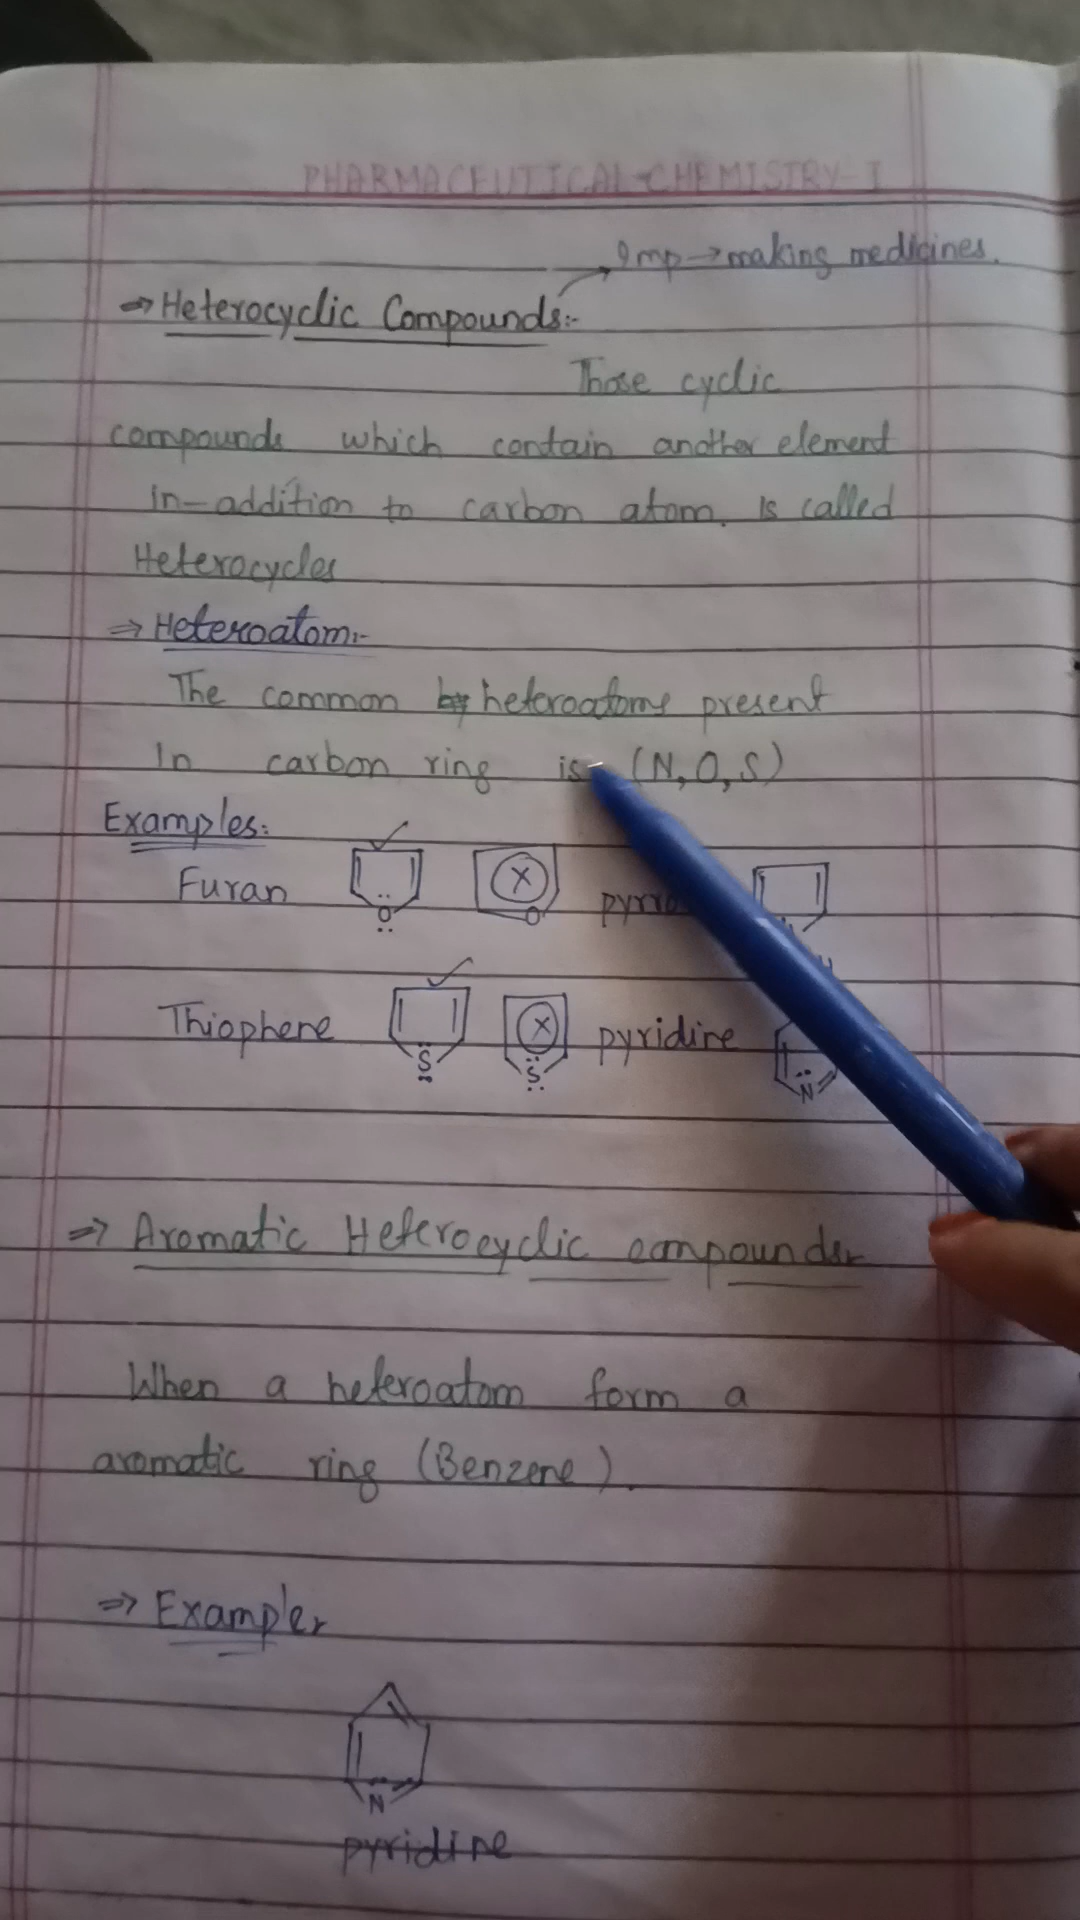 PHARMACEUTICAL CHEMISTRY-I
Imp → making medicines.
⇒ Heterocyclic Compounds:-
Those cyclic
compounds which contain another element
in-addition to carbon atom. is called
Heterocycles
⇒ Heteroatom:-
The common heteroatoms present
In carbon ring is (N, O, S)
Examples:
Furan O X O
Thiophene S X S pyridine N
⇒ Aromatic Heterocyclic compounds
When a heteroatom form a
aromatic ring (Benzene).
⇒ Example
N
pyridine